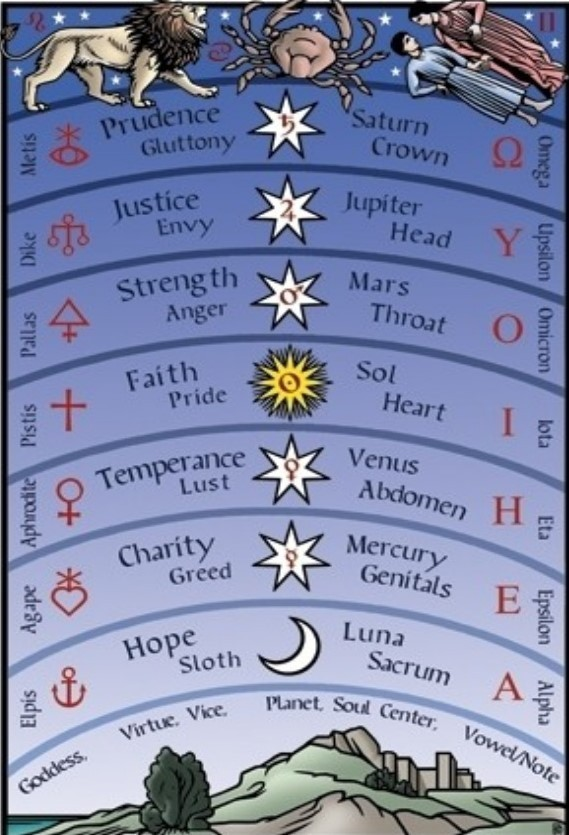 ♌ ♋ ♊
Metis Prudence Gluttony ♄ Saturn Crown Ω Omega
Dike Justice Envy ♃ Jupiter Head Υ Upsilon
Pallas Strength Anger ♂ Mars Throat Ο Omicron
Pistis Faith Pride ☉ Sol Heart Ι Iota
Aphrodite Temperance Lust ♀ Venus Abdomen Η Eta
Agape Charity Greed ☿ Mercury Genitals Ε Epsilon
Elpis Hope Sloth Luna Sacrum Α Alpha
Goddess, Virtue, Vice, Planet, Soul Center, Vowel/Note